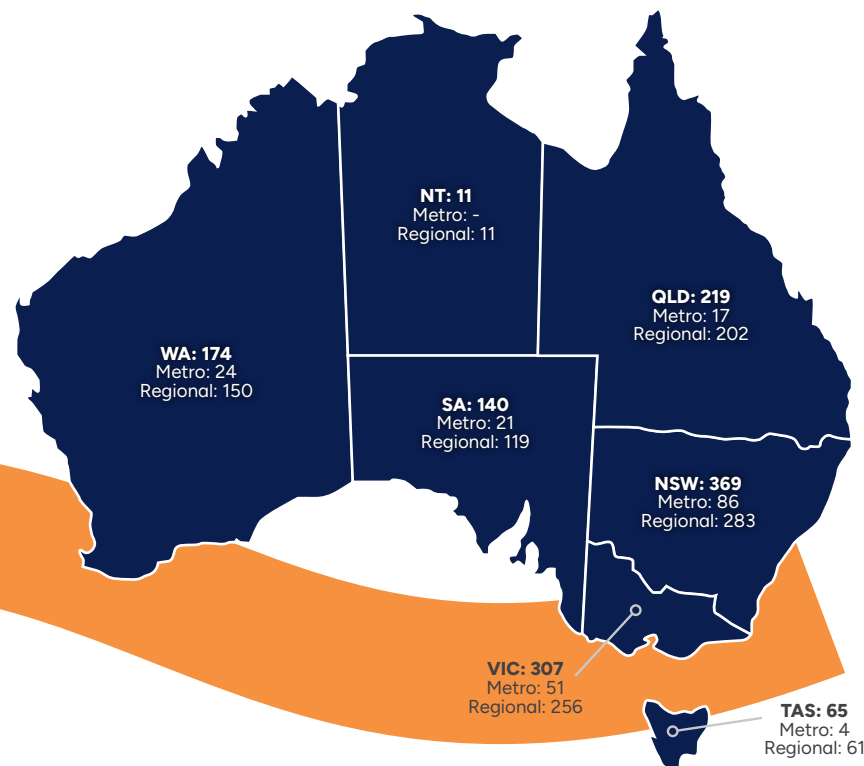 NT: 11
Metro: -
Regional: 11
QLD: 219
Metro: 17
Regional: 202
WA: 174
Metro: 24
Regional: 150
SA: 140
Metro: 21
Regional: 119
NSW: 369
Metro: 86
Regional: 283
VIC: 307
Metro: 51
Regional: 256
TAS: 65
Metro: 4
Regional: 61